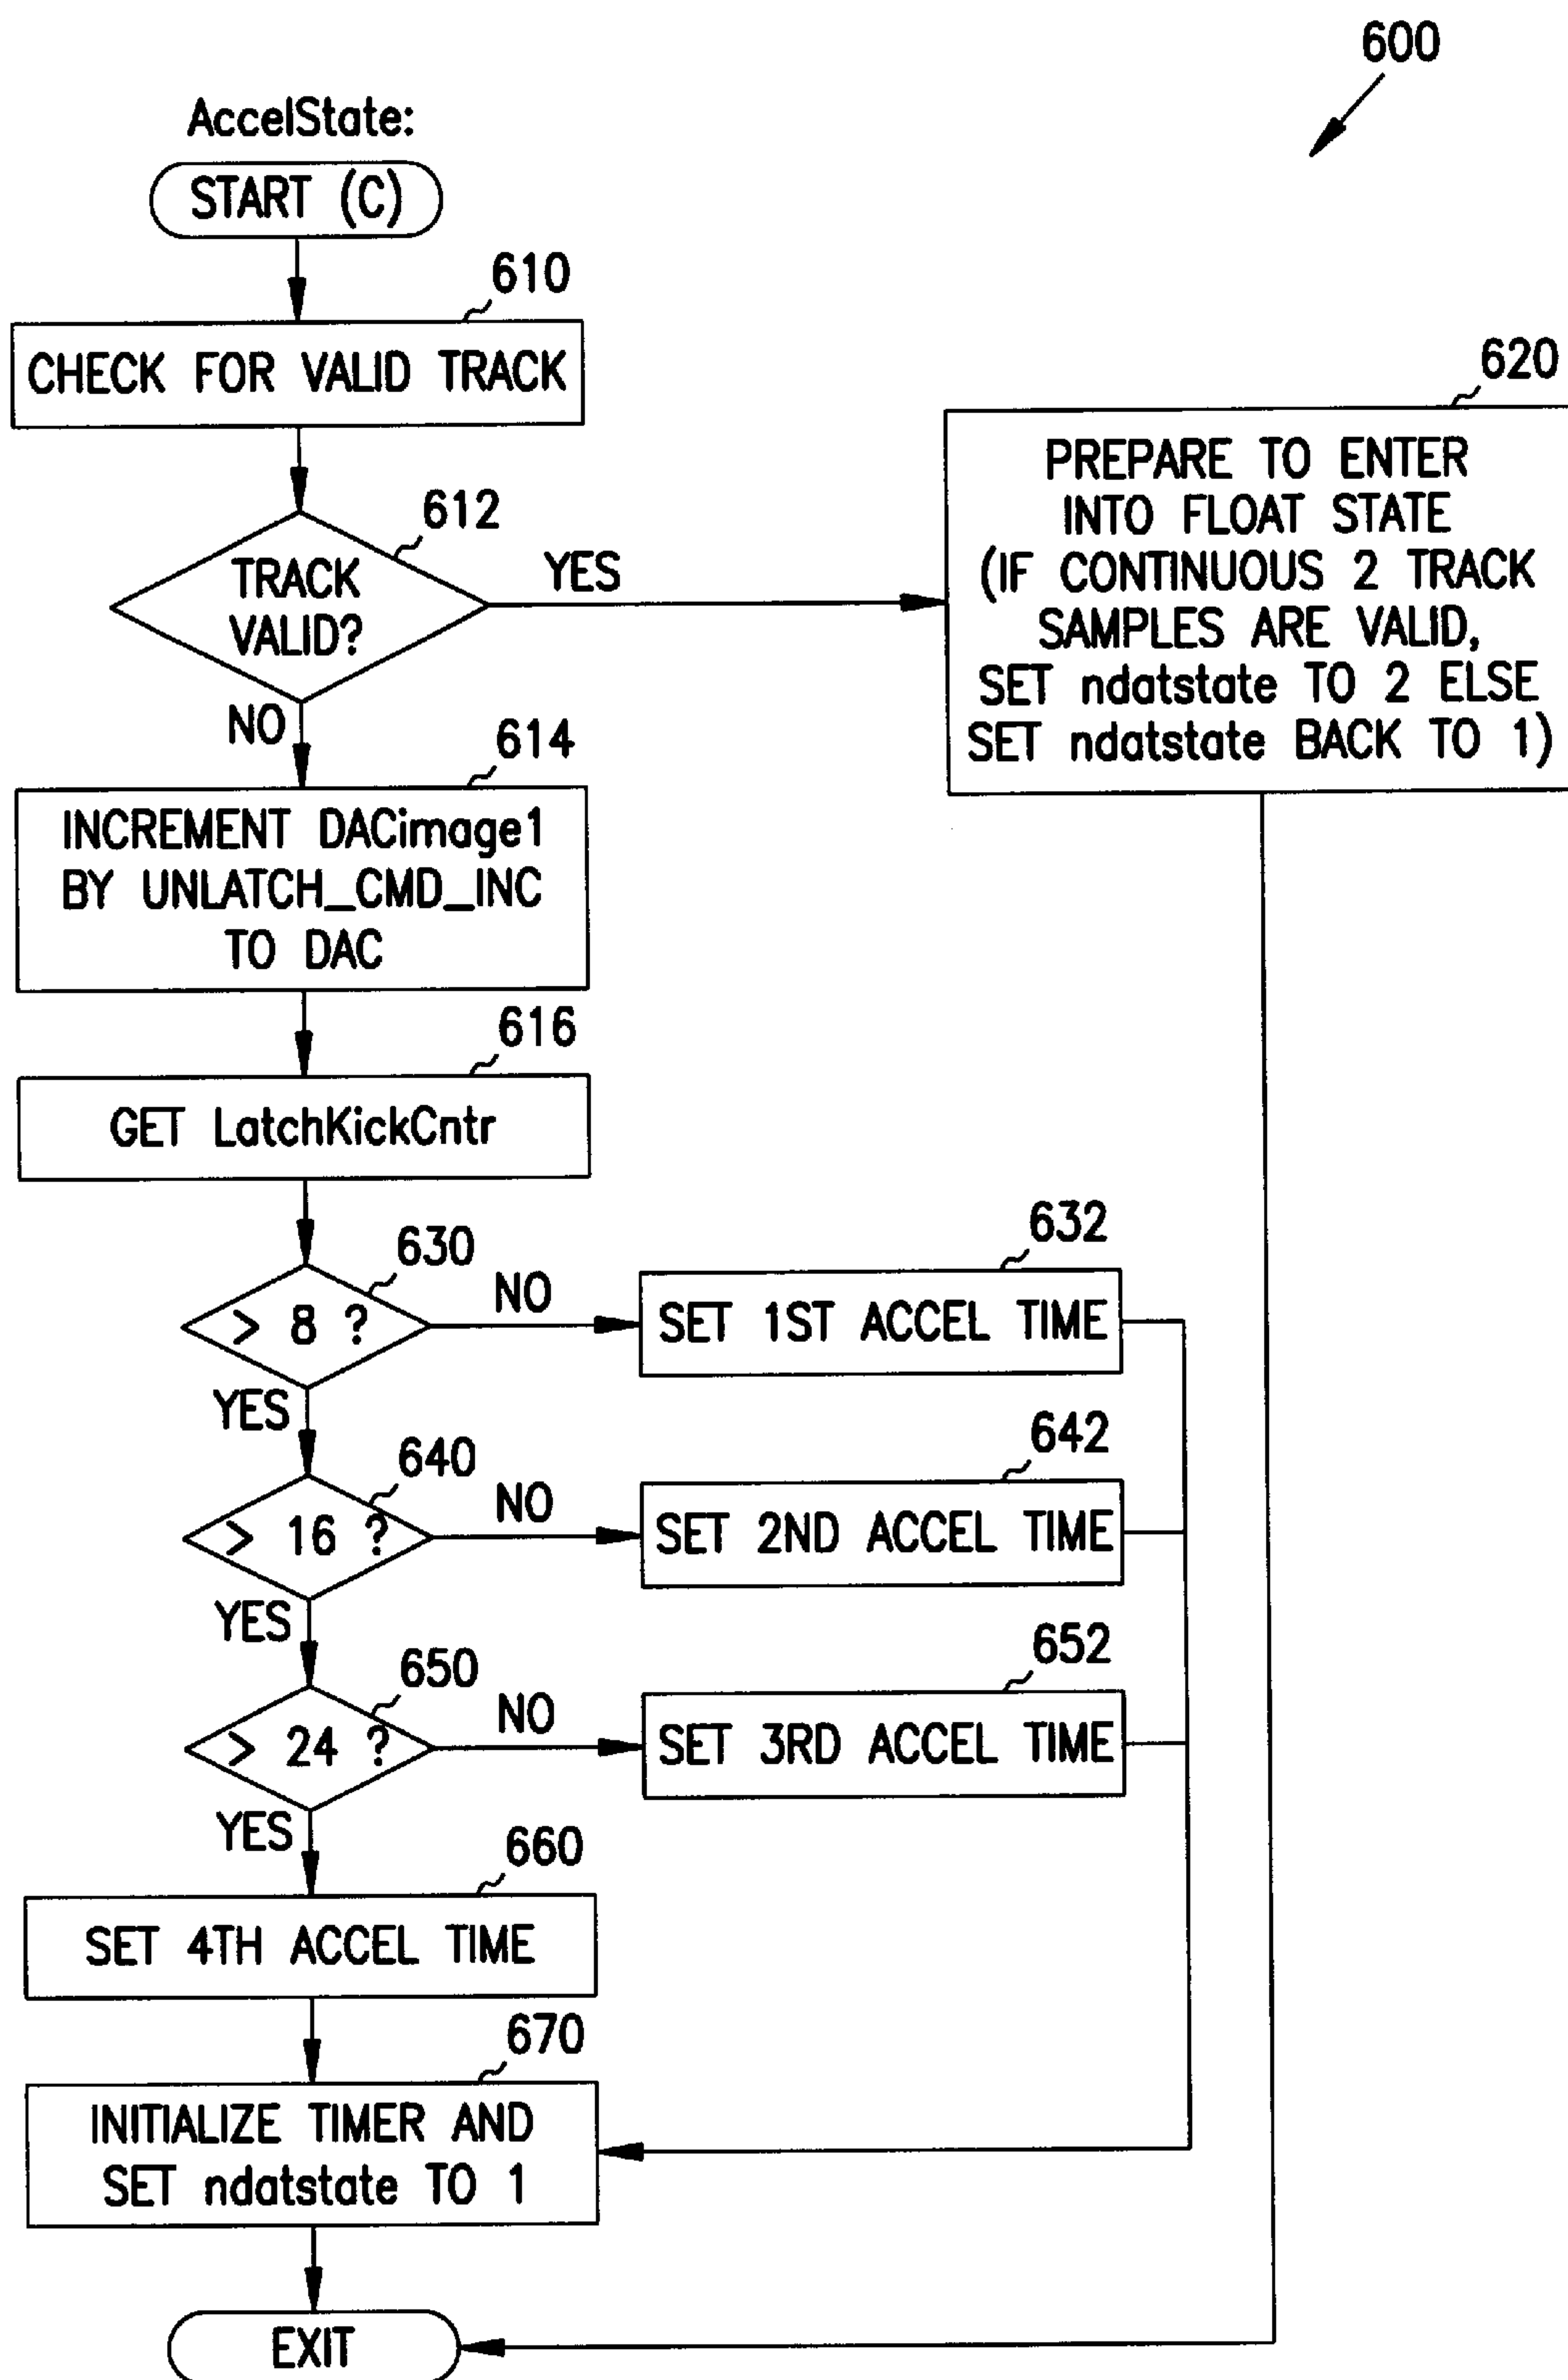 600
AccelState:
START (C)
610
CHECK FOR VALID TRACK
612
TRACK
VALID?
YES
NO
620
PREPARE TO ENTER
INTO FLOAT STATE
(IF CONTINUOUS 2 TRACK
SAMPLES ARE VALID,
SET ndatstate TO 2 ELSE
SET ndatstate BACK TO 1)
614
INCREMENT DACimage1
BY UNLATCH_CMD_INC
TO DAC
616
GET LatchKickCntr
630
> 8 ?
NO
YES
632
SET 1ST ACCEL TIME
640
> 16 ?
NO
YES
642
SET 2ND ACCEL TIME
650
> 24 ?
NO
YES
652
SET 3RD ACCEL TIME
660
SET 4TH ACCEL TIME
670
INITIALIZE TIMER AND
SET ndatstate TO 1
EXIT